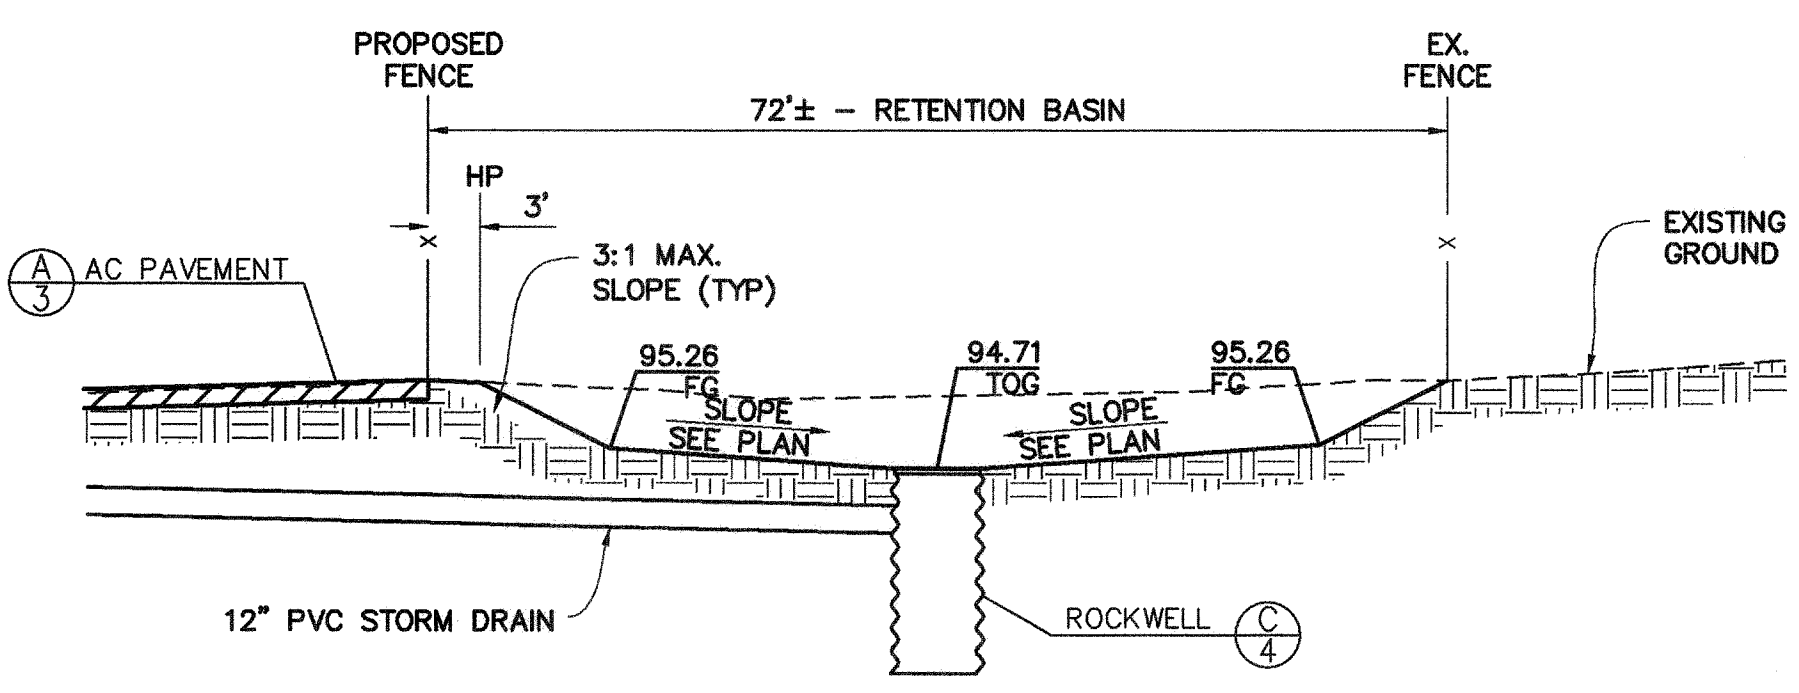 PROPOSED
FENCE
EX.
FENCE
72'± - RETENTION BASIN
HP
3'
X
X
EXISTING
GROUND
3:1 MAX.
SLOPE (TYP)
A
3
AC PAVEMENT
95.26
FG
94.71
TOG
95.26
FG
SLOPE
SEE PLAN
SLOPE
SEE PLAN
12" PVC STORM DRAIN
ROCKWELL
C
4